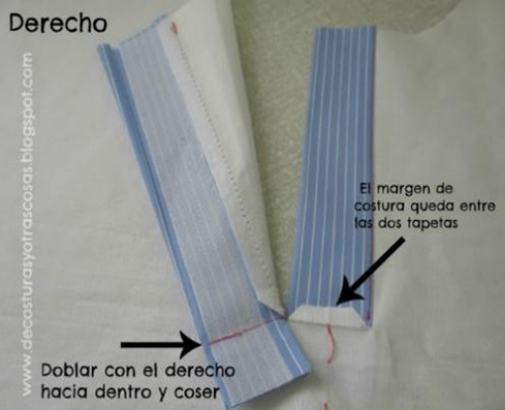 Derecho
www.decosturasyotrascosas.blogspot.com
El margen de
costura queda entre
las dos tapetas
Doblar con el derecho
hacia dentro y coser